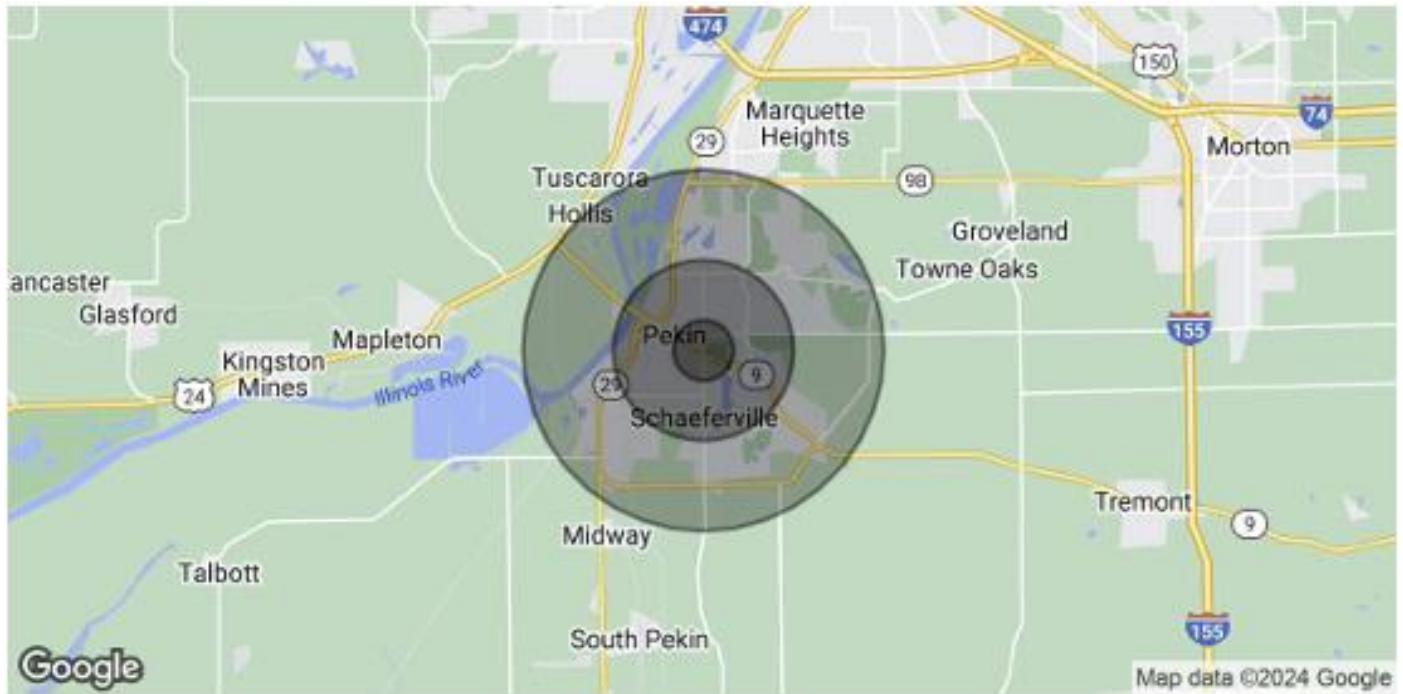 474
150
Marquette
Heights
74
29
Morton
Tuscarora
98
Hollis
Groveland
Towne Oaks
ancaster
Glasford
Mapleton
Pekin
155
Kingston
Mines
Illinois River
9
24
29
Schaeferville
Tremont
9
Midway
Talbott
155
South Pekin
Google
Map data ©2024 Google